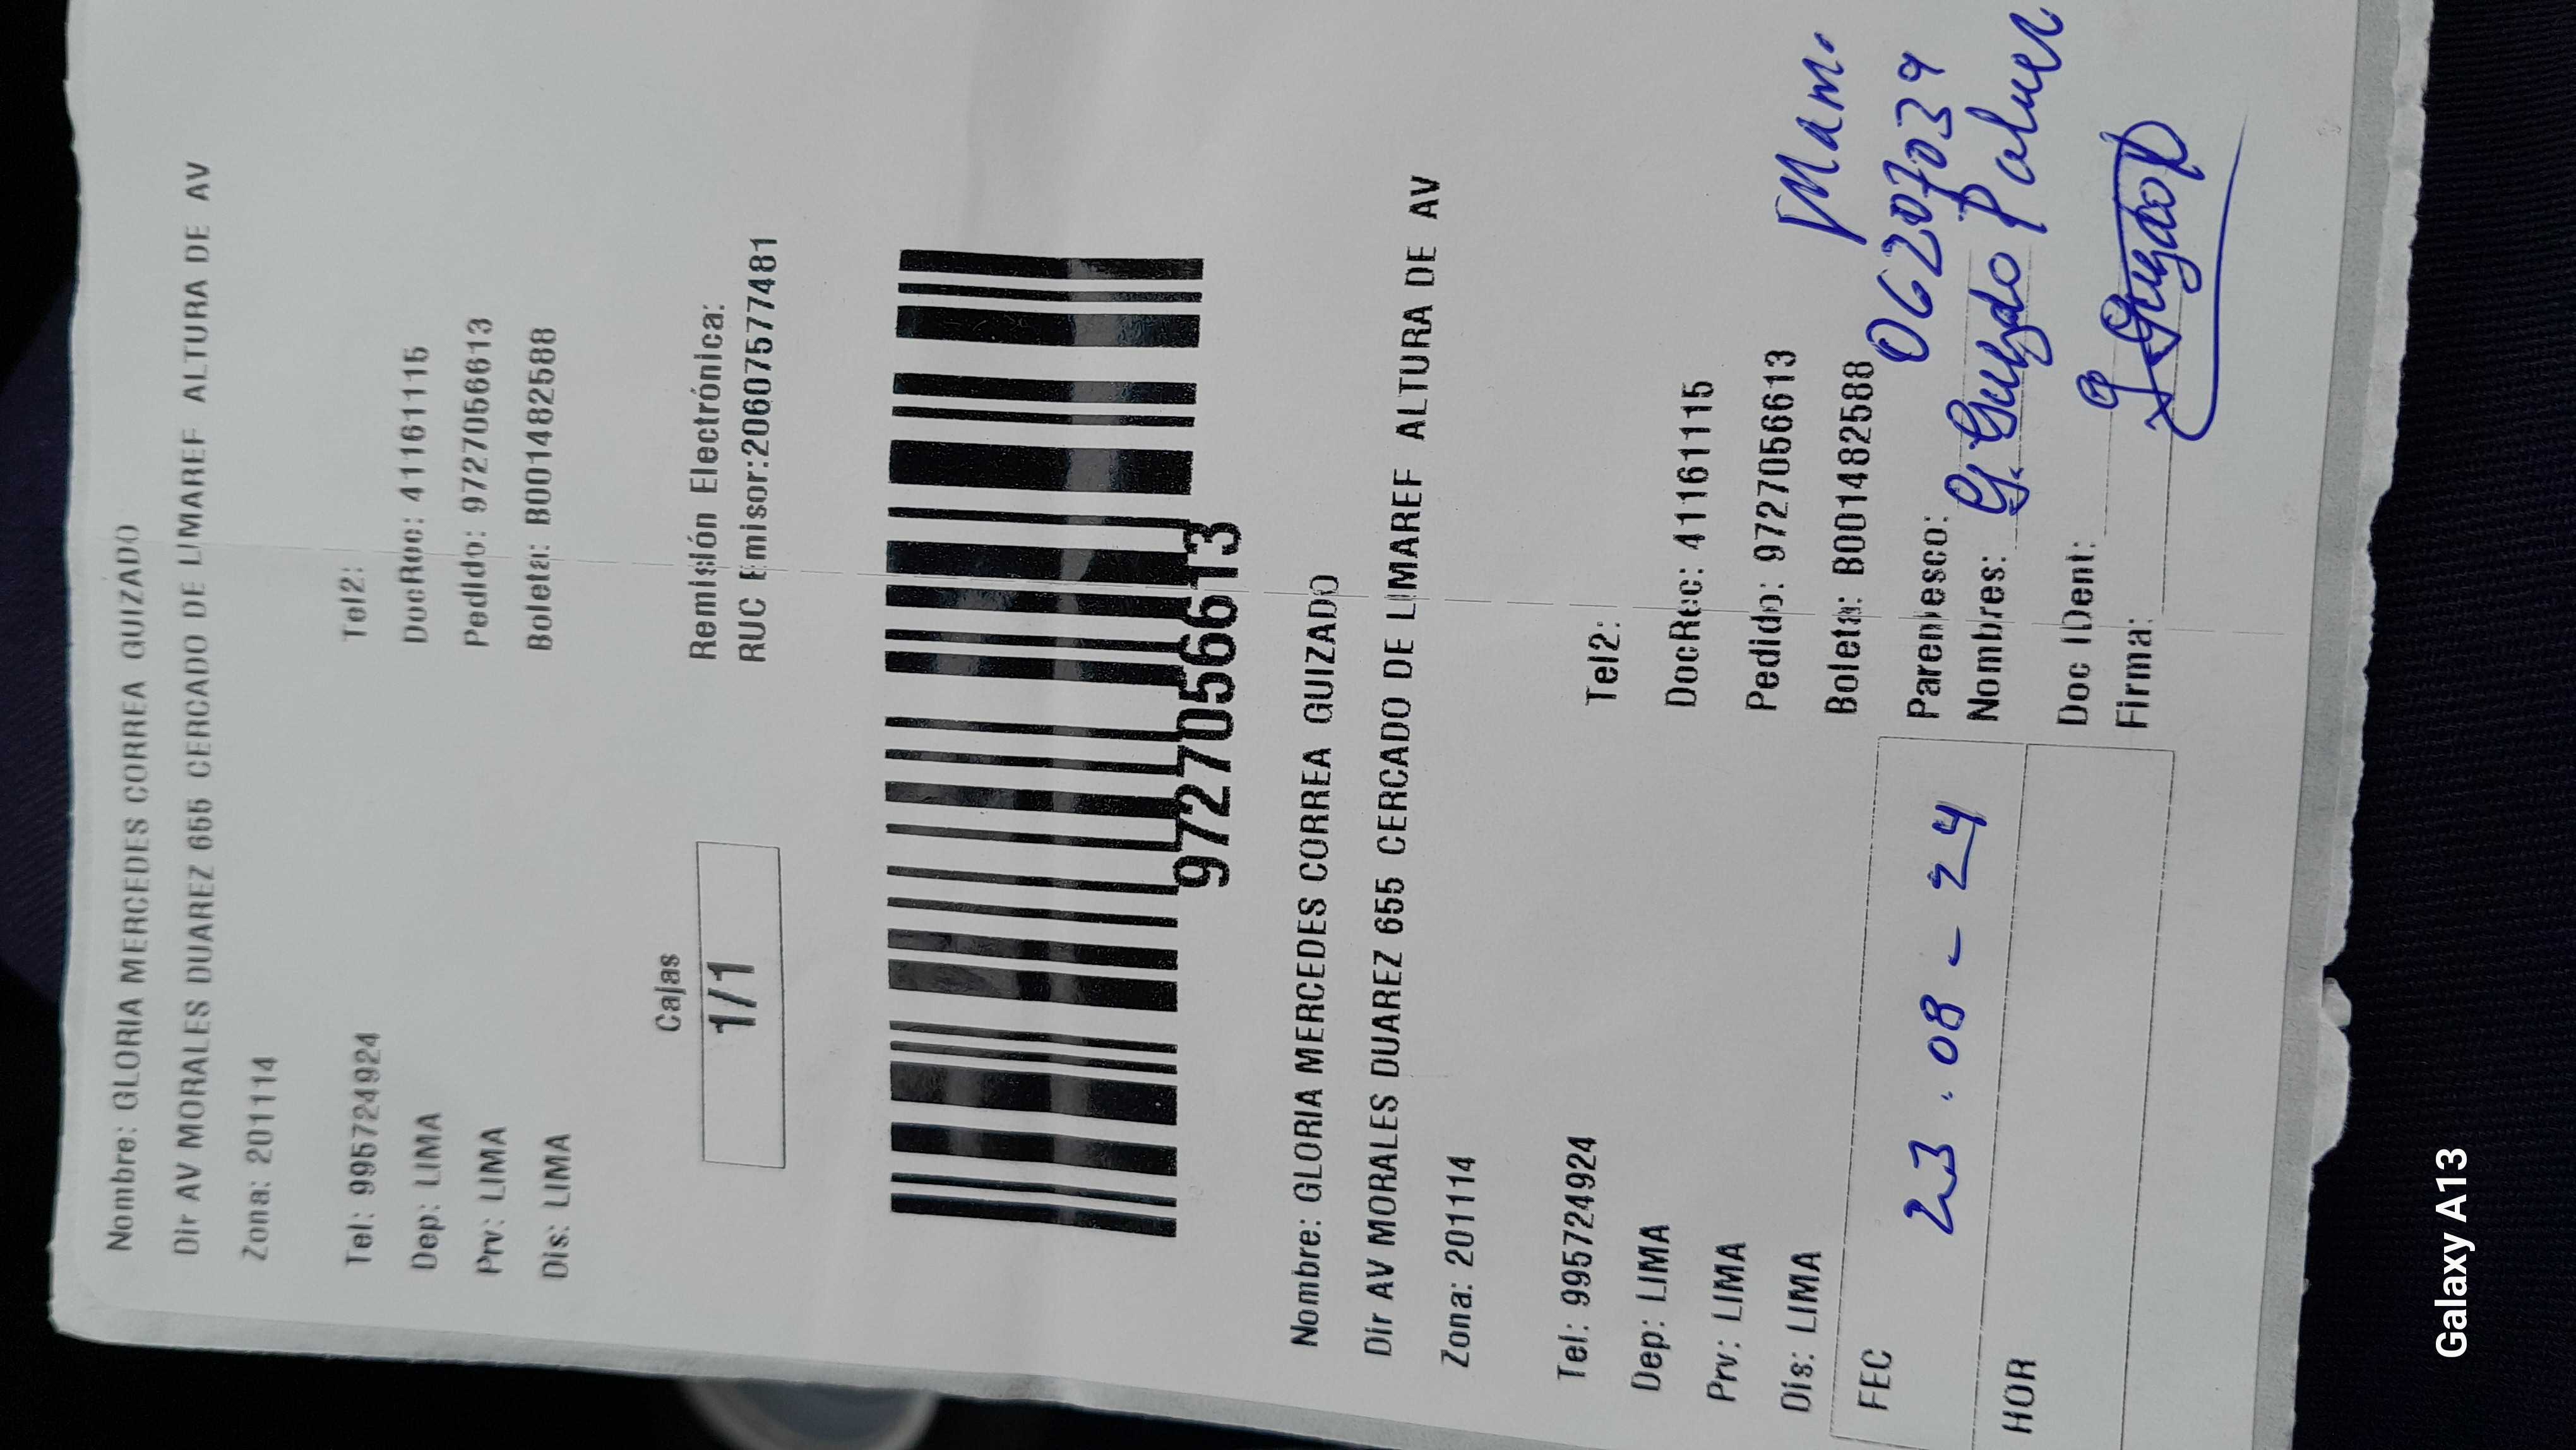 Nombre: GLORIA MERCEDES CORREA GUIZADO
Dir AV MORALES DUAREZ 655 CERCADO DE LIMAREF ALTURA DE AV
Zona: 201114
Tel: 995724924 Tel2:
Dep: LIMA DocRec: 41161115
Prv: LIMA Pedido: 9727056613
Dis: LIMA Boleta: B001482588
Cajas
1/1
Remisión Electrónica:
RUC Emisor:20607577481
9727056613
Nombre: GLORIA MERCEDES CORREA GUIZADO
Dir AV MORALES DUAREZ 655 CERCADO DE LIMAREF ALTURA DE AV
Zona: 201114
Tel: 995724924 Tel2:
Dep: LIMA DocRec: 41161115
Prv: LIMA Pedido: 9727056613
Dis: LIMA Boleta: B001482588
FEC 23.08-24
HOR
Parentesco: Mam.
06207034
Nombres: G. Guizado
Doc IDent:
Firma:
Galaxy A13